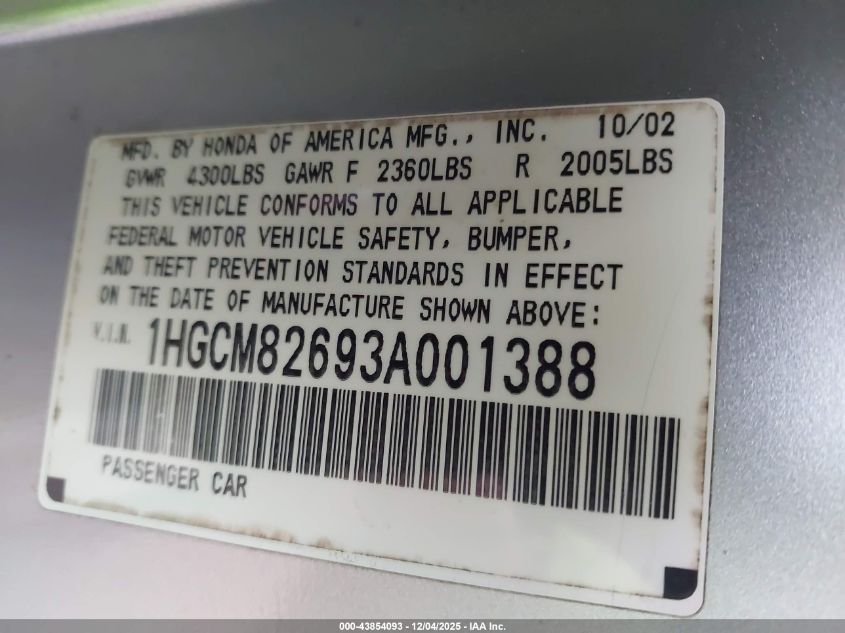 MFD. BY HONDA OF AMERICA MFG., INC. 10/02
GVWR 4300LBS GAWR F 2360LBS R 2005LBS
THIS VEHICLE CONFORMS TO ALL APPLICABLE
FEDERAL MOTOR VEHICLE SAFETY, BUMPER,
AND THEFT PREVENTION STANDARDS IN EFFECT
ON THE DATE OF MANUFACTURE SHOWN ABOVE:
V.I.N. 1HGCM82693A001388
PASSENGER CAR
000-43854093 - 12/04/2025 - IAA Inc.